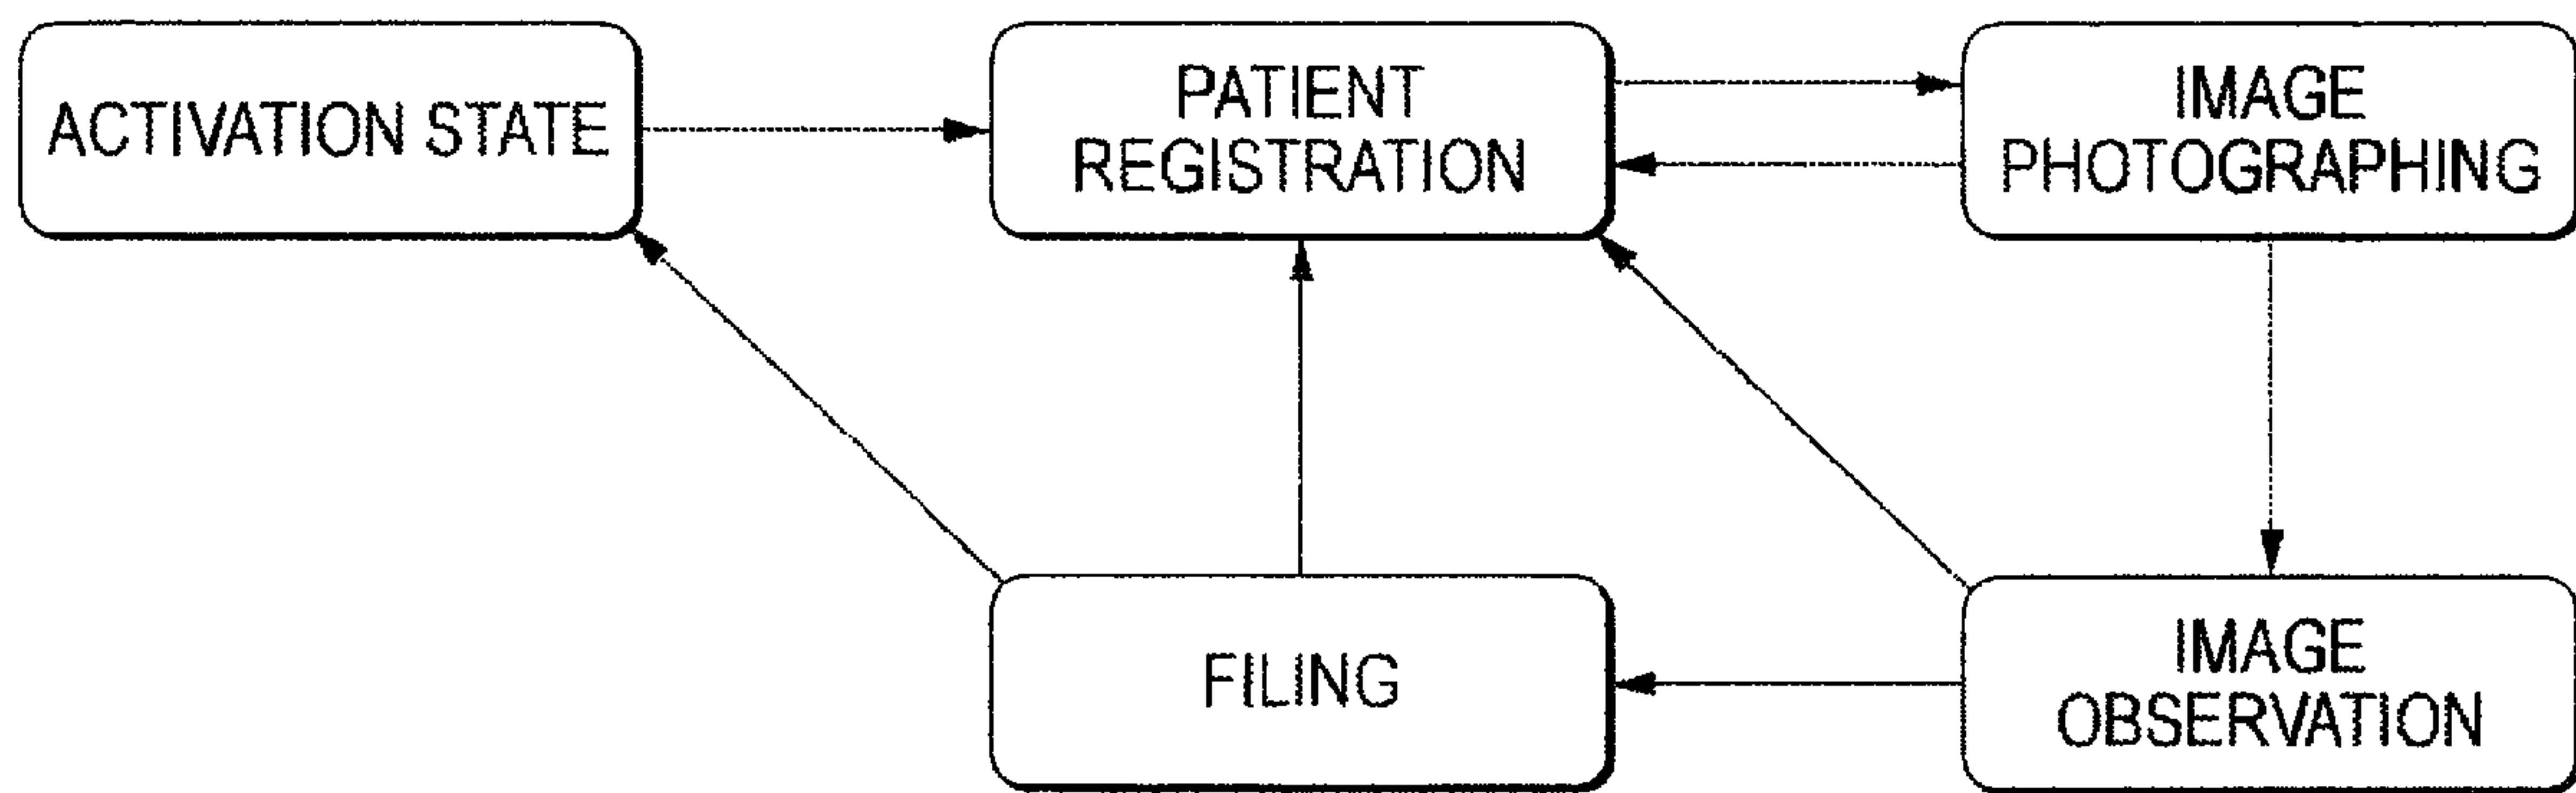 ACTIVATION STATE
PATIENT
REGISTRATION
IMAGE
PHOTOGRAPHING
FILING
IMAGE
OBSERVATION